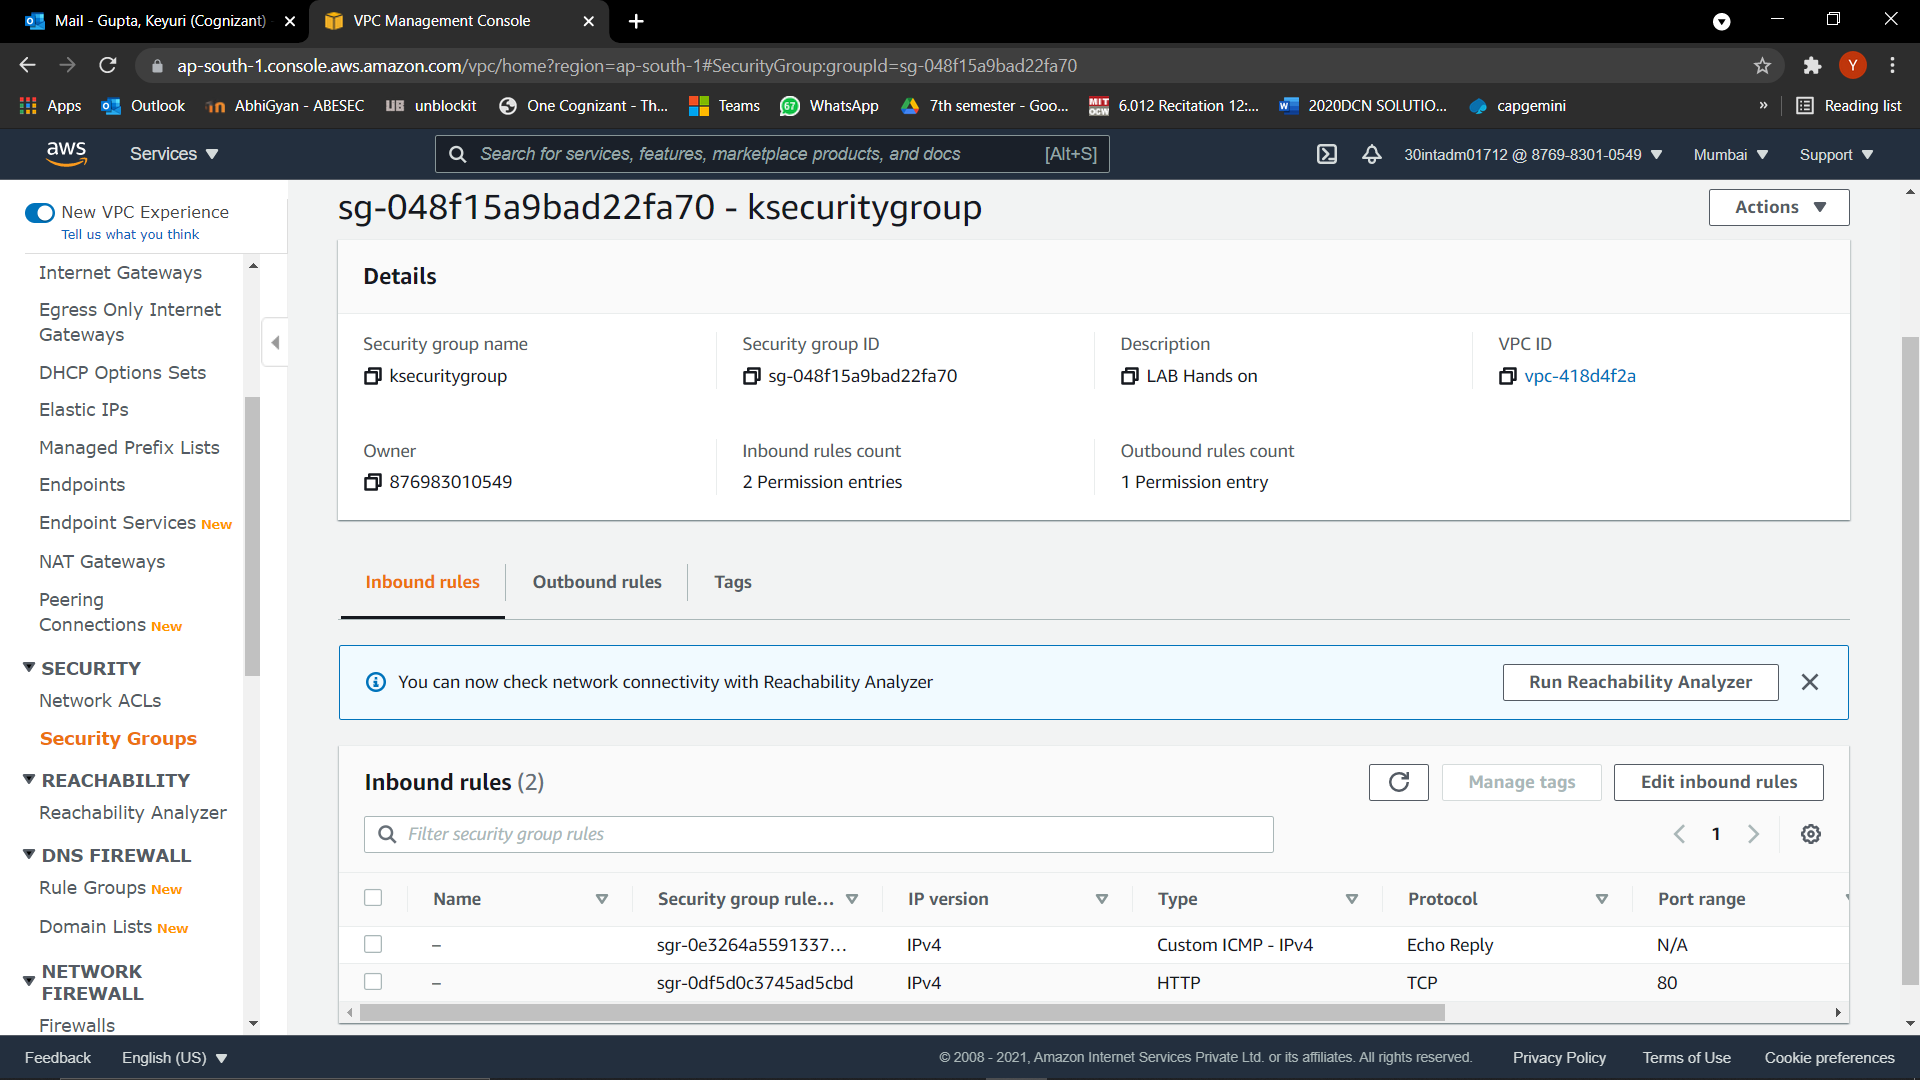 Mail - Gupta, Keyuri (Cognizant)
VPC Management Console
ap-south-1.console.aws.amazon.com/vpc/home?region=ap-south-1#SecurityGroup:groupId=sg-048f15a9bad22fa70
Y
Apps
Outlook
AbhiGyan - ABESEC
UB unblockit
One Cognizant - Th...
Teams
67 WhatsApp
7th semester - Goo...
MIT OCW 6.012 Recitation 12:...
2020DCN SOLUTIO...
capgemini
»
Reading list
aws
Services
Search for services, features, marketplace products, and docs [Alt+S]
30intadm01712 @ 8769-8301-0549
Mumbai
Support
New VPC Experience
Tell us what you think
Internet Gateways
Egress Only Internet
Gateways
DHCP Options Sets
Elastic IPs
Managed Prefix Lists
Endpoints
Endpoint Services New
NAT Gateways
Peering
Connections New
SECURITY
Network ACLs
Security Groups
REACHABILITY
Reachability Analyzer
DNS FIREWALL
Rule Groups New
Domain Lists New
NETWORK
FIREWALL
Firewalls
sg-048f15a9bad22fa70 - ksecuritygroup
Actions
Details
Security group name
ksecuritygroup
Security group ID
sg-048f15a9bad22fa70
Description
LAB Hands on
VPC ID
vpc-418d4f2a
Owner
876983010549
Inbound rules count
2 Permission entries
Outbound rules count
1 Permission entry
Inbound rules
Outbound rules
Tags
You can now check network connectivity with Reachability Analyzer
Run Reachability Analyzer
Inbound rules (2)
Manage tags
Edit inbound rules
Filter security group rules
1
Name Security group rule... IP version Type Protocol Port range
– sgr-0e3264a5591337... IPv4 Custom ICMP - IPv4 Echo Reply N/A
– sgr-0df5d0c3745ad5cbd IPv4 HTTP TCP 80
Feedback
English (US)
© 2008 - 2021, Amazon Internet Services Private Ltd. or its affiliates. All rights reserved.
Privacy Policy
Terms of Use
Cookie preferences